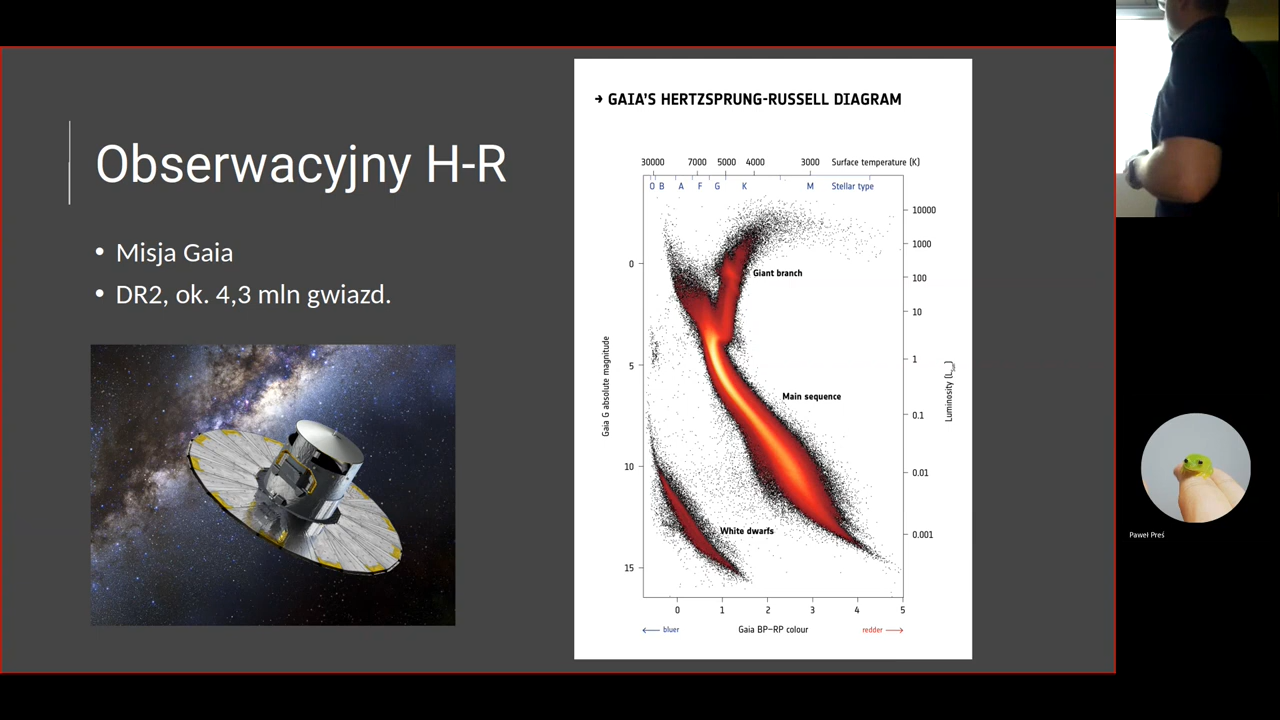 Obserwacyjny H-R
• Misja Gaia
• DR2, ok. 4,3 mln gwiazd.
→ GAIA'S HERTZSPRUNG-RUSSELL DIAGRAM
30000 7000 5000 4000 3000 Surface temperature (K)
O B A F G K M Stellar type
10000
1000
100
10
1
0.1
0.01
0.001
Luminosity (Lsun)
0
5
10
15
Gaia G absolute magnitude
Giant branch
Main sequence
White dwarfs
0 1 2 3 4 5
← bluer Gaia BP-RP colour redder →
Paweł Preś